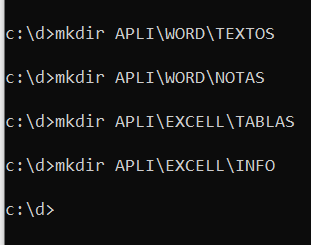 c:\d>mkdir APLI\WORD\TEXTOS
c:\d>mkdir APLI\WORD\NOTAS
c:\d>mkdir APLI\EXCELL\TABLAS
c:\d>mkdir APLI\EXCELL\INFO
c:\d>